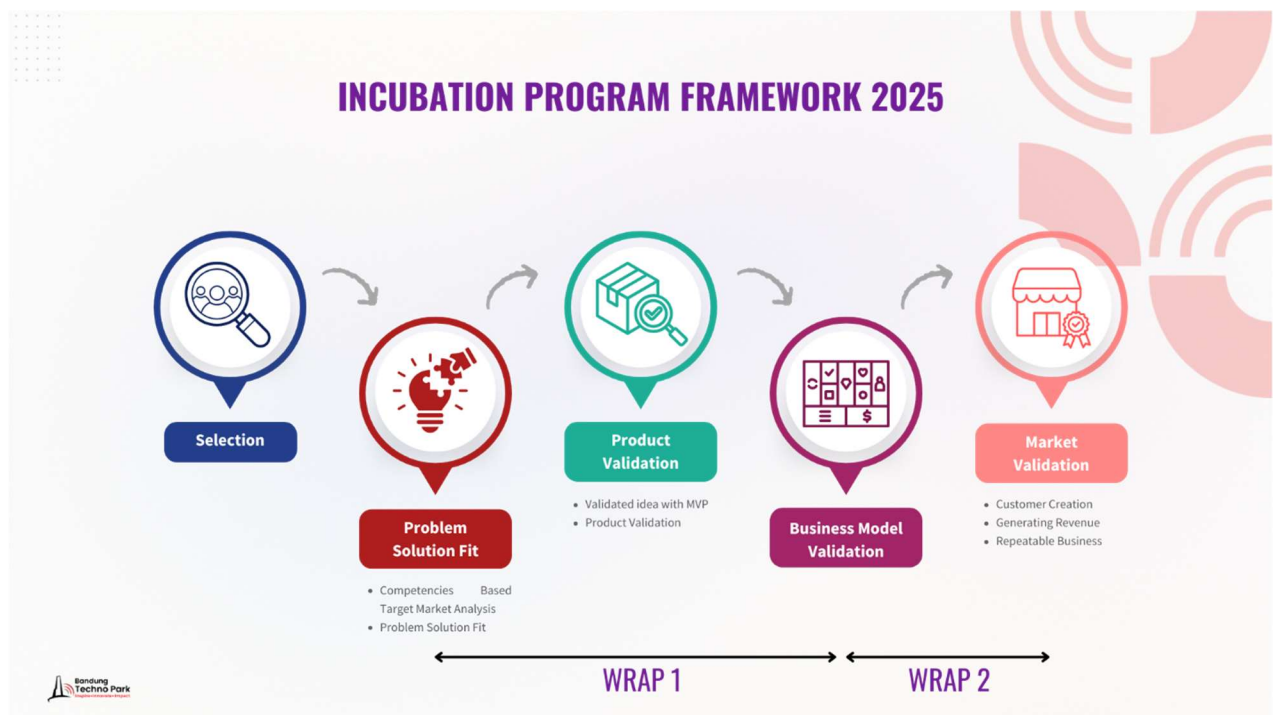 INCUBATION PROGRAM FRAMEWORK 2025
Selection
Problem
Solution Fit
• Competencies Based
Target Market Analysis
• Problem Solution Fit
Product
Validation
• Validated idea with MVP
• Product Validation
Business Model
Validation
Market
Validation
• Customer Creation
• Generating Revenue
• Repeatable Business
WRAP 1
WRAP 2
Bandung
Techno Park